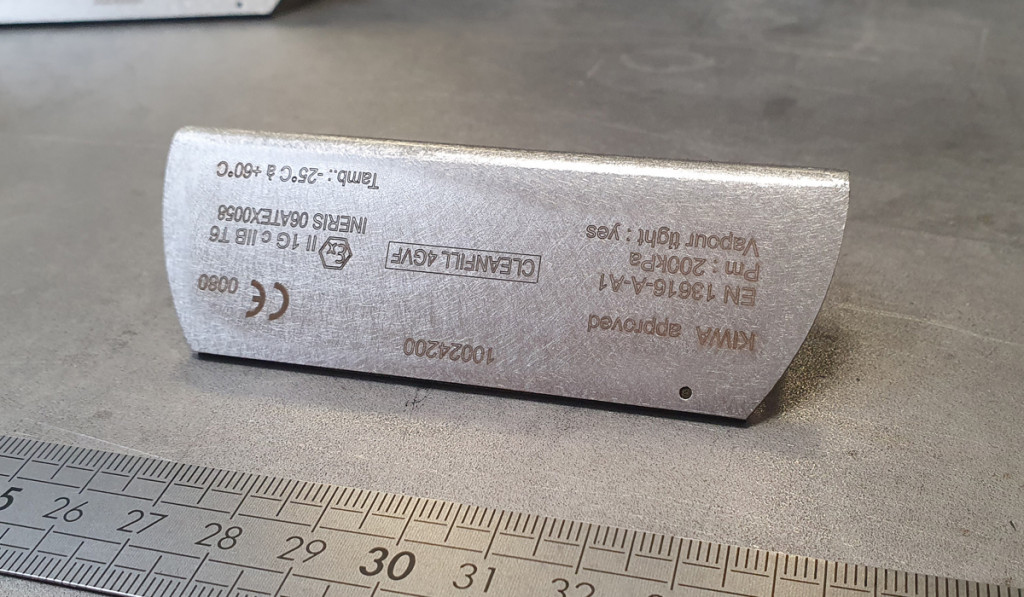 10024200
KIWA approved
EN 13616-A-A1
Pm : 200kPa
Vapour tight : yes
CLEANFILL 4GVF
CE 0080
Ex II 1G c IIB T6
INERIS 06ATEX0058
Tamb.: -25°C à +60°C
26 27 28 29 30 31 32